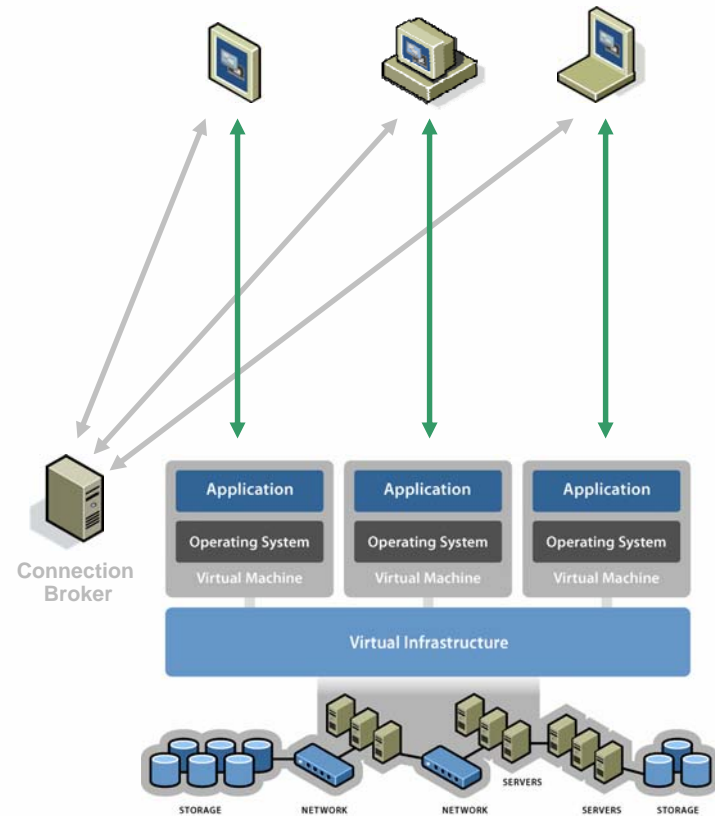 Application
Application
Application
Operating System
Operating System
Operating System
Virtual Machine
Virtual Machine
Virtual Machine
Connection
Broker
Virtual Infrastructure
SERVERS
STORAGE
NETWORK
NETWORK
SERVERS
STORAGE